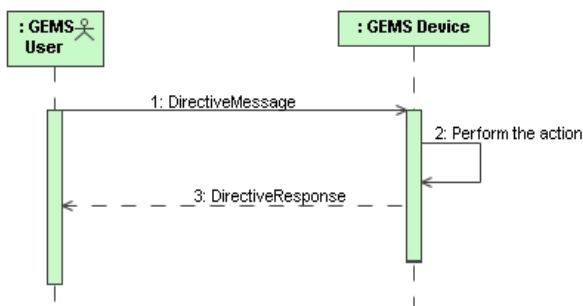 : GEMS
User
: GEMS Device
1: DirectiveMessage
2: Perform the action
3: DirectiveResponse